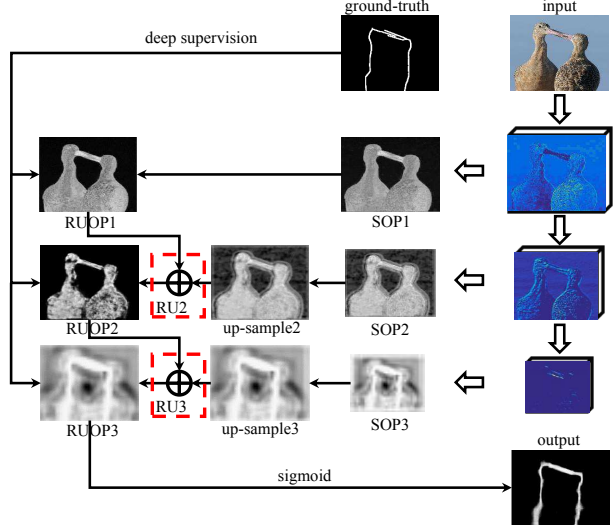 ground-truth
input
deep supervision
RUOP1
SOP1
RUOP2
RU2
up-sample2
SOP2
RUOP3
RU3
up-sample3
SOP3
output
sigmoid